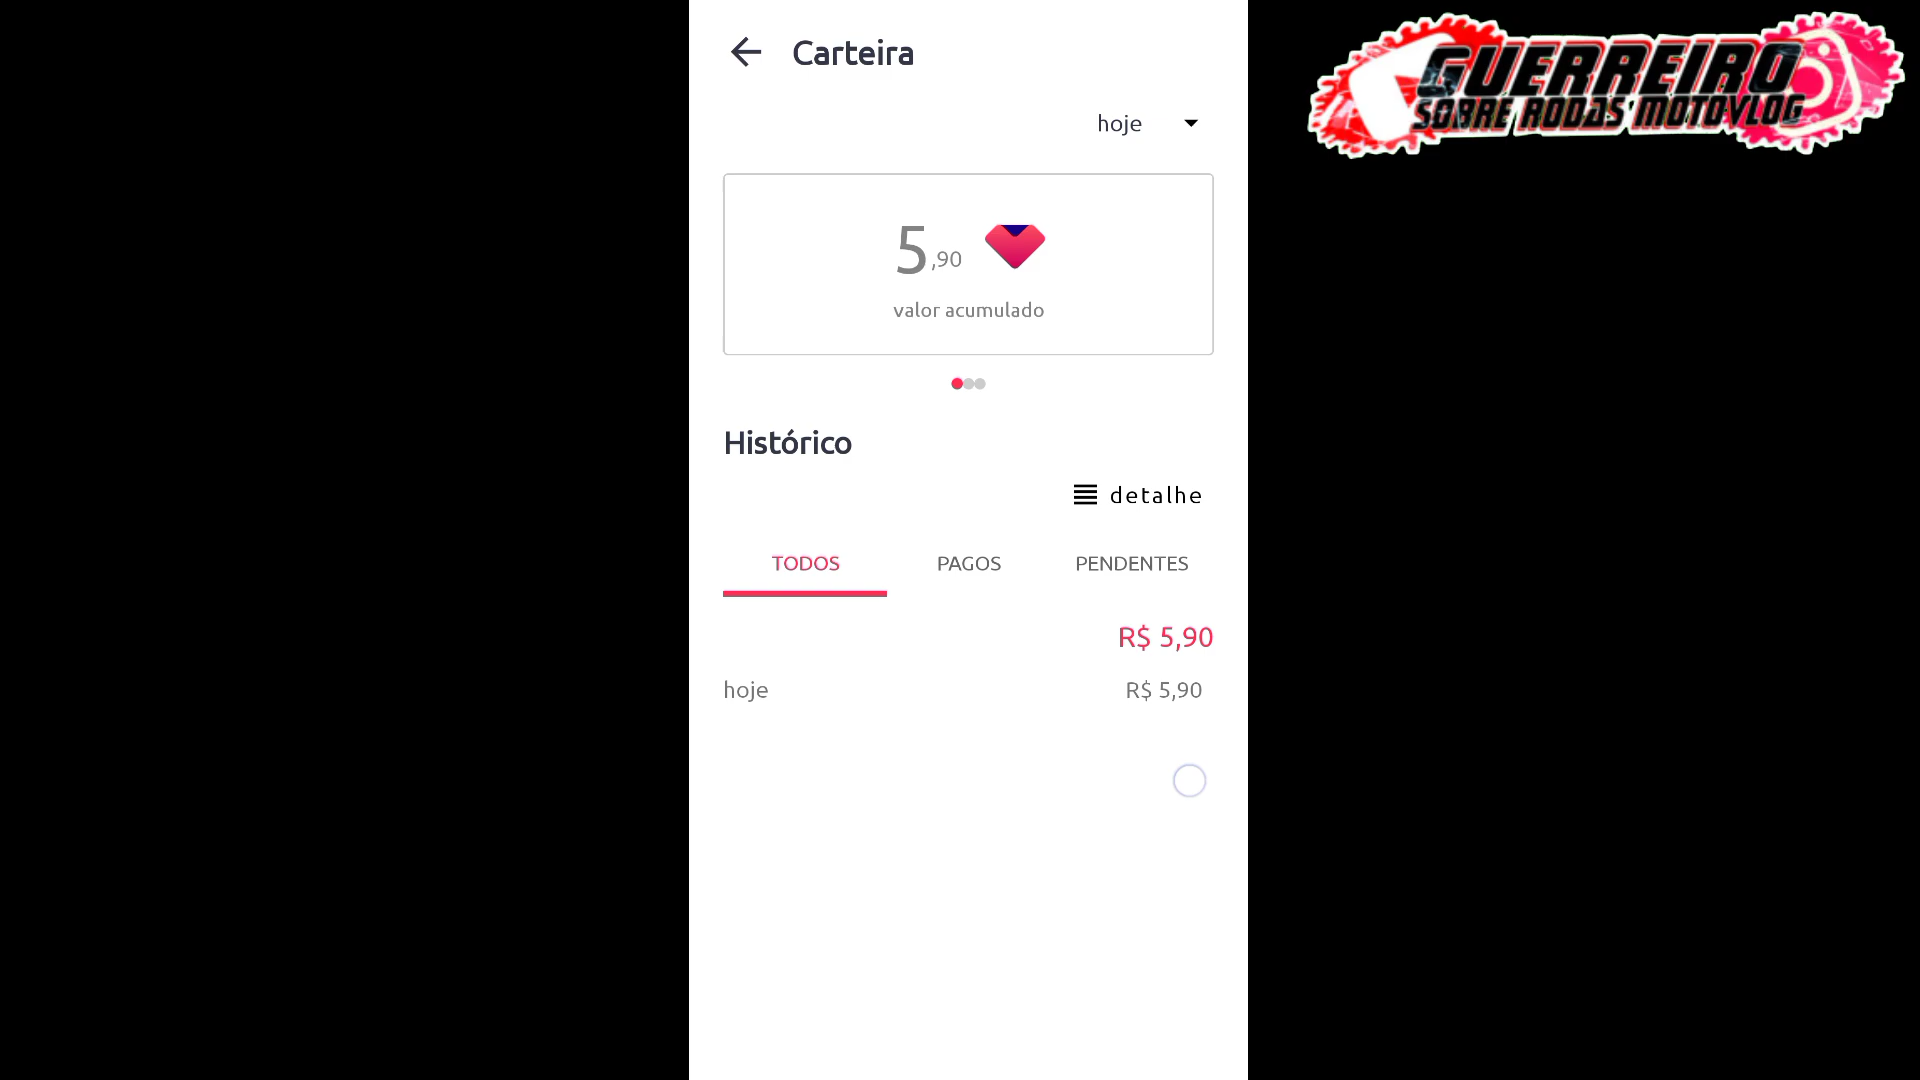 Carteira
GUERREIRO
SOBRE RODAS MOTOVLOG
hoje
5,90
valor acumulado
Histórico
detalhe
TODOS PAGOS PENDENTES
R$ 5,90
hoje R$ 5,90